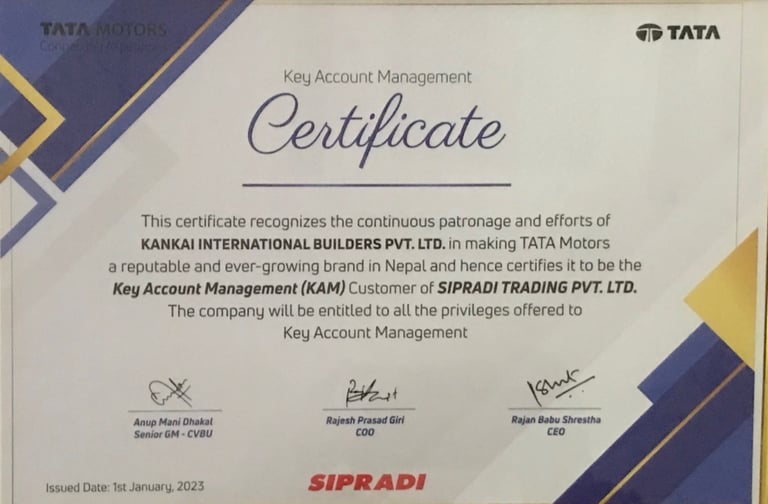 TATA MOTORS
Connecting Aspirations
TATA
Key Account Management
Certificate
This certificate recognizes the continuous patronage and efforts of
KANKAI INTERNATIONAL BUILDERS PVT. LTD. in making TATA Motors
a reputable and ever-growing brand in Nepal and hence certifies it to be the
Key Account Management (KAM) Customer of SIPRADI TRADING PVT. LTD.
The company will be entitled to all the privileges offered to
Key Account Management
Anup Mani Dhakal
Senior GM - CVBU
Rajesh Prasad Giri
COO
Rajan Babu Shrestha
CEO
Issued Date: 1st January, 2023
SIPRADI